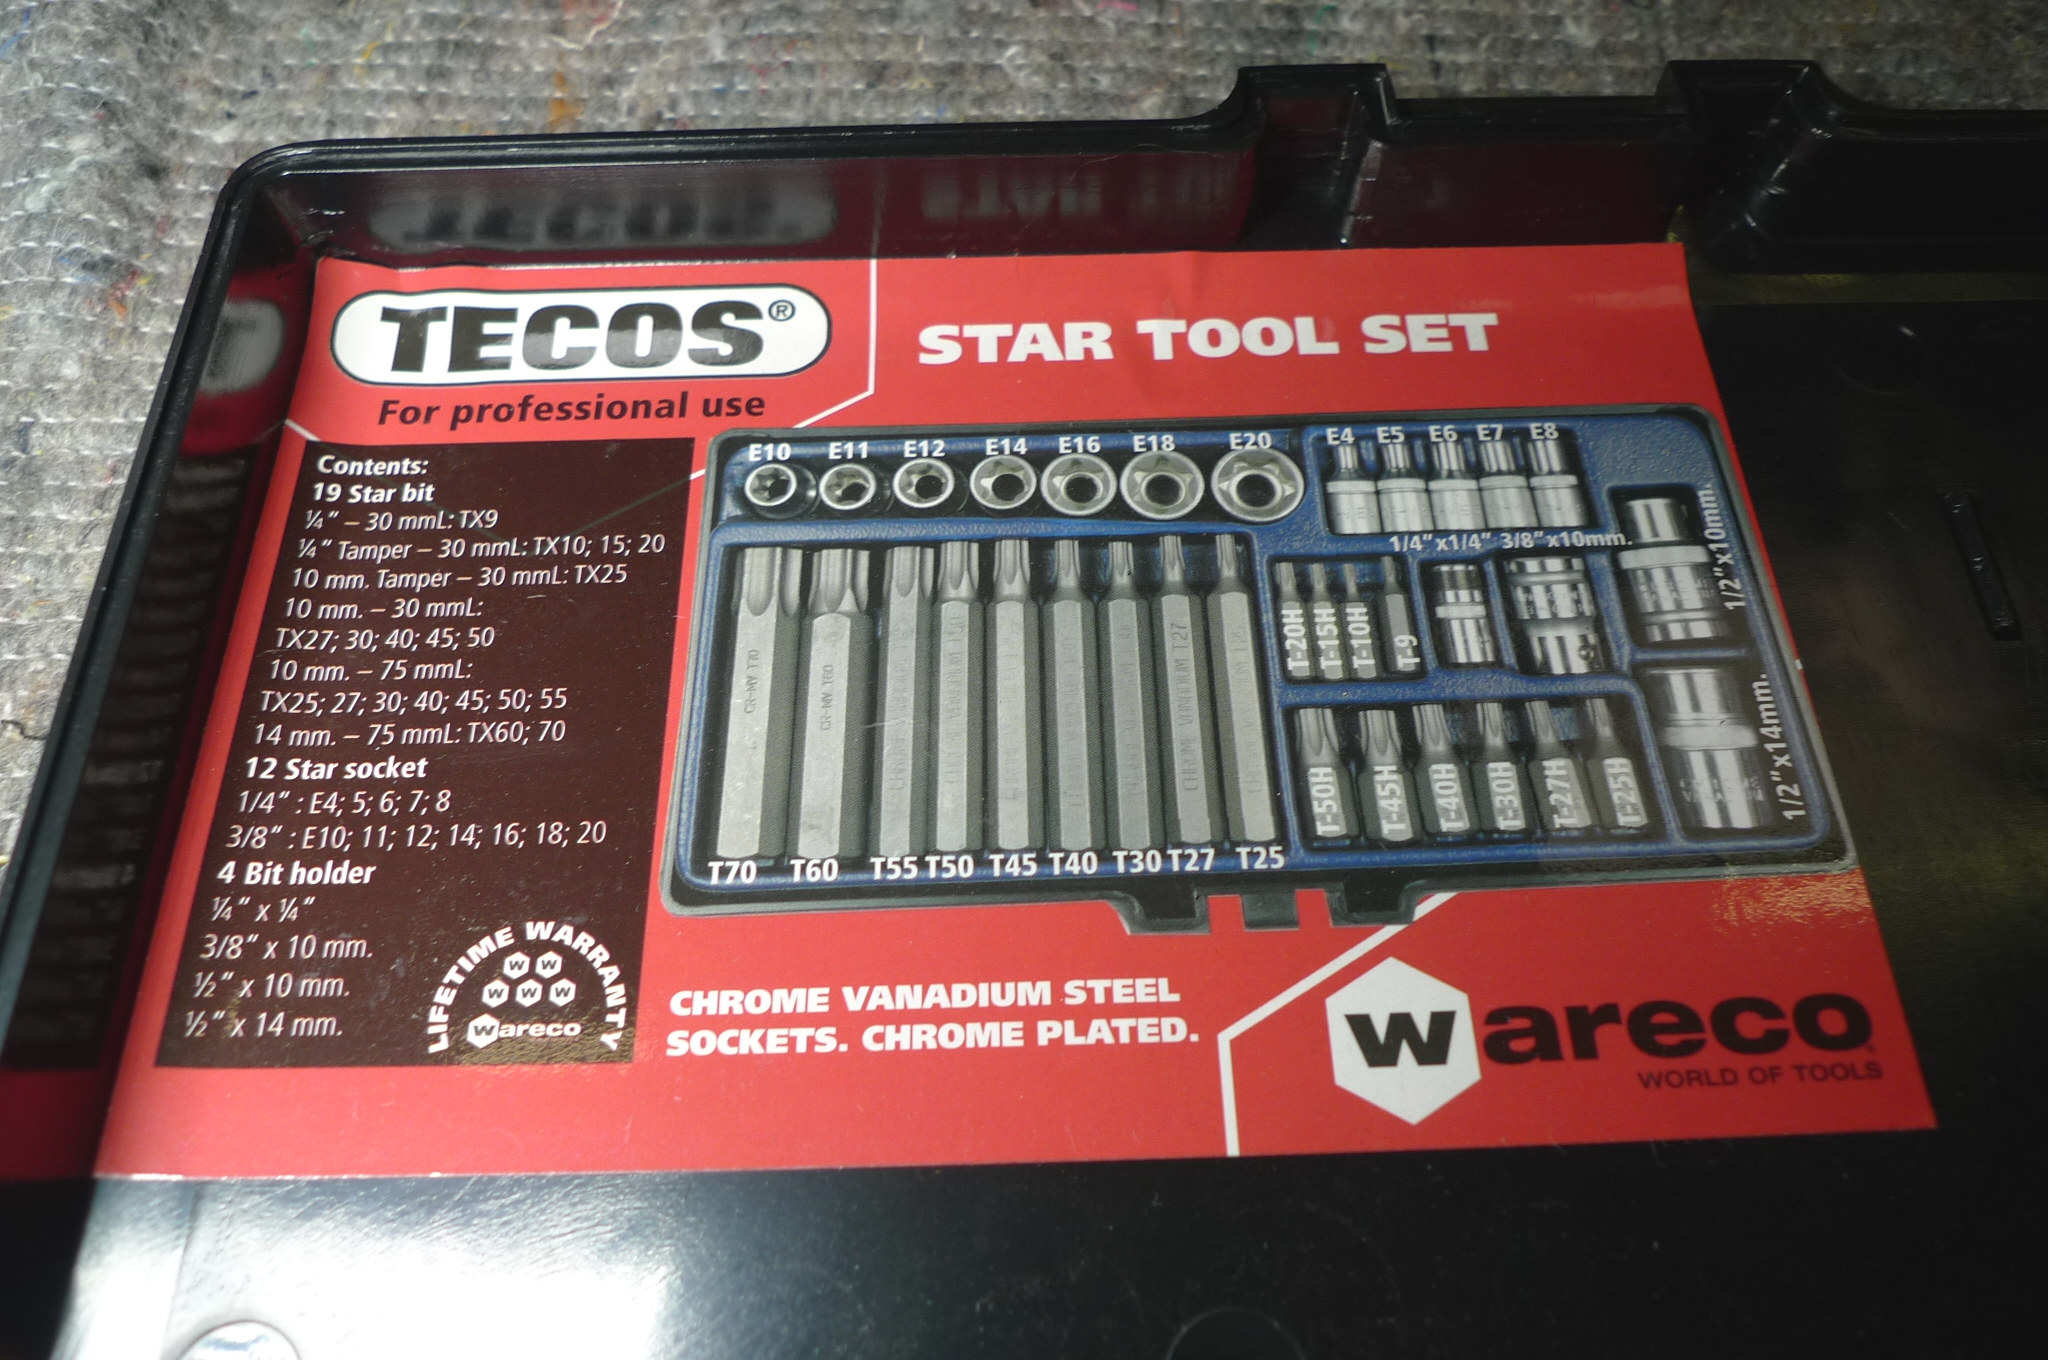 TECOS®
For professional use
STAR TOOL SET
Contents:
19 Star bit
¼" – 30 mmL: TX9
¼" Tamper – 30 mmL: TX10; 15; 20
10 mm. Tamper – 30 mmL: TX25
10 mm. – 30 mmL:
TX27; 30; 40; 45; 50
10 mm. – 75 mmL:
TX25; 27; 30; 40; 45; 50; 55
14 mm. – 75 mmL: TX60; 70
12 Star socket
1/4" : E4; 5; 6; 7; 8
3/8" : E10; 11; 12; 14; 16; 18; 20
4 Bit holder
¼" x ¼"
3/8" x 10 mm.
½" x 10 mm.
½" x 14 mm.
LIFETIME WARRANTY
W W
W W W
Wareco
E10 E11 E12 E14 E16 E18 E20 E4 E5 E6 E7 E8
1/4"x1/4" 3/8"x10mm.
1/2"x10mm.
T-20H T-15H T-10H T-9
CR-MV T70
CHROME VANADIUM T27
T-50H T-45H T-40H T-30H T-27H T-25H
1/2"x14mm.
T70 T60 T55 T50 T45 T40 T30 T27 T25
CHROME VANADIUM STEEL
SOCKETS. CHROME PLATED.
Wareco
WORLD OF TOOLS